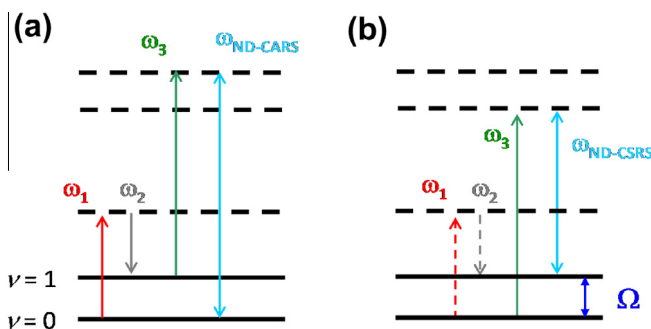 (a)
ω3
ωND-CARS
ω1
ω2
ν = 1
ν = 0
(b)
ω3
ωND-CSRS
ω1
ω2
Ω